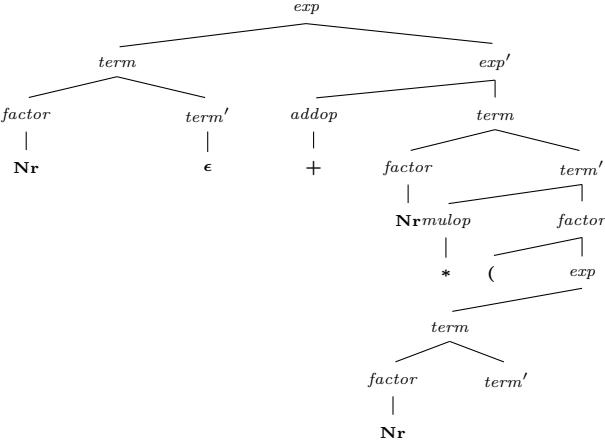 exp
term exp′
factor term′ addop term
Nr ϵ + factor term′
Nr mulop factor
∗ ( exp
term
factor term′
Nr